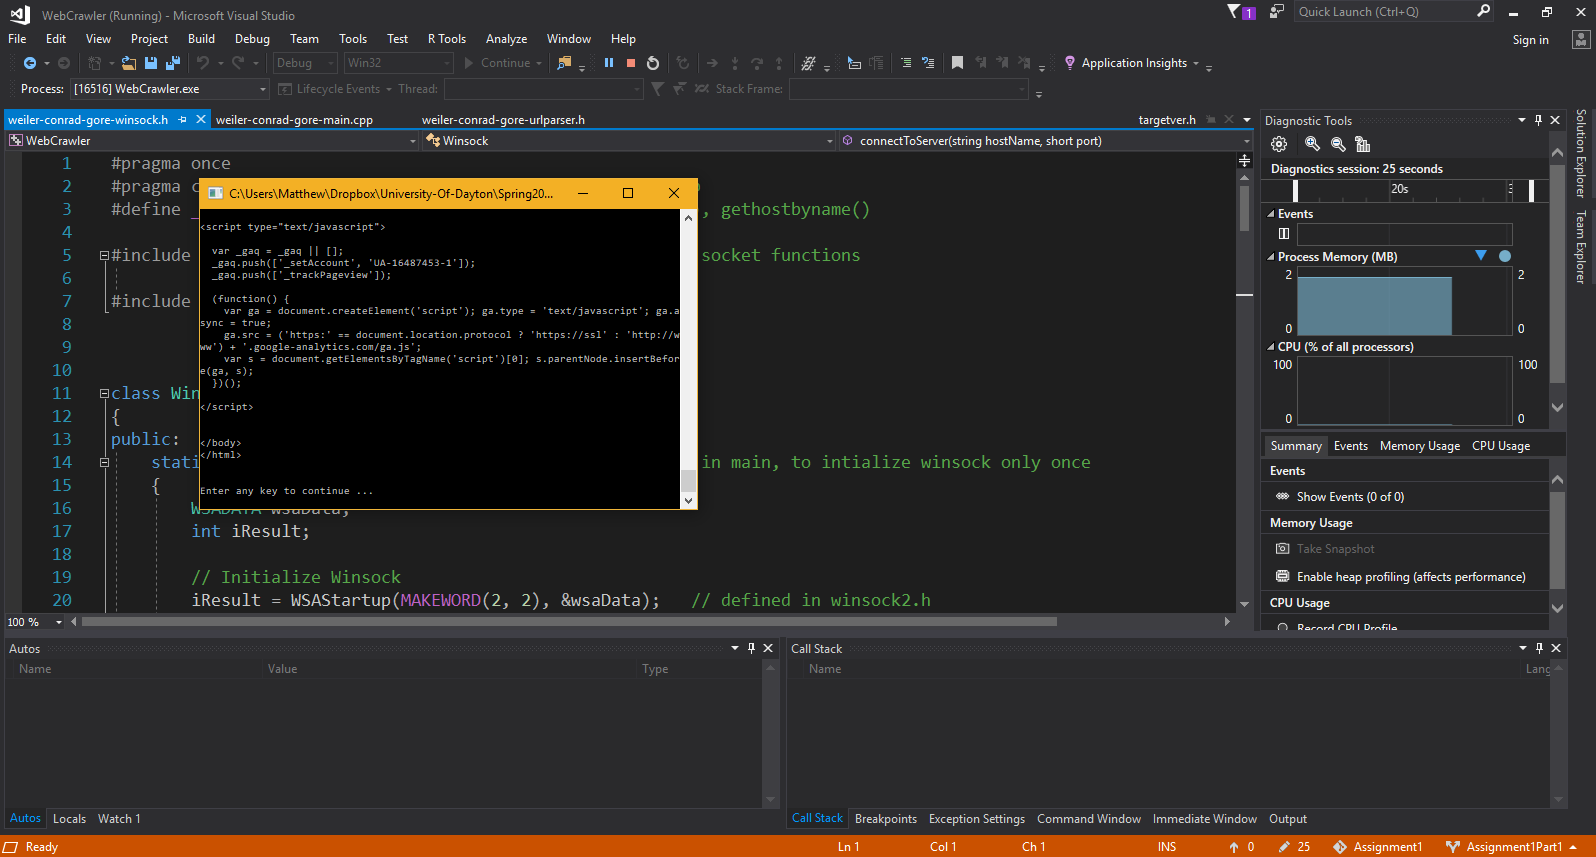 WebCrawler (Running) - Microsoft Visual Studio
1
Quick Launch (Ctrl+Q)
File Edit View Project Build Debug Team Tools Test R Tools Analyze Window Help
Sign in
Debug Win32 Continue Application Insights
Process: [16516] WebCrawler.exe Lifecycle Events Thread: Stack Frame:
weiler-conrad-gore-winsock.h weiler-conrad-gore-main.cpp weiler-conrad-gore-urlparser.h targetver.h
WebCrawler Winsock connectToServer(string hostName, short port)
1 #pragma once
2 #pragma
3 #define , gethostbyname()
4
5 #include socket functions
6
7 #include
8
9
10
11 class Win
12 {
13 public:
14 stati in main, to intialize winsock only once
15 {
16 WSADATA wsaData;
17 int iResult;
18
19 // Initialize Winsock
20 iResult = WSAStartup(MAKEWORD(2, 2), &wsaData); // defined in winsock2.h
100 %
C:\Users\Matthew\Dropbox\University-Of-Dayton\Spring20...
<script type="text/javascript">
var _gaq = _gaq || [];
_gaq.push(['_setAccount', 'UA-16487453-1']);
_gaq.push(['_trackPageview']);
(function() {
var ga = document.createElement('script'); ga.type = 'text/javascript'; ga.a
sync = true;
ga.src = ('https:' == document.location.protocol ? 'https://ssl' : 'http://w
ww') + '.google-analytics.com/ga.js';
var s = document.getElementsByTagName('script')[0]; s.parentNode.insertBefor
e(ga, s);
})();
</script>
</body>
</html>
Enter any key to continue ...
Diagnostic Tools
Diagnostics session: 25 seconds
20s
Events
Process Memory (MB)
2 2
0 0
CPU (% of all processors)
100 100
0 0
Summary Events Memory Usage CPU Usage
Events
Show Events (0 of 0)
Memory Usage
Take Snapshot
Enable heap profiling (affects performance)
CPU Usage
Record CPU Profile
Solution Explorer
Team Explorer
Autos
Name Value Type
Autos Locals Watch 1
Call Stack
Name Lang
Call Stack Breakpoints Exception Settings Command Window Immediate Window Output
Ready Ln 1 Col 1 Ch 1 INS 0 25 Assignment1 Assignment1Part1